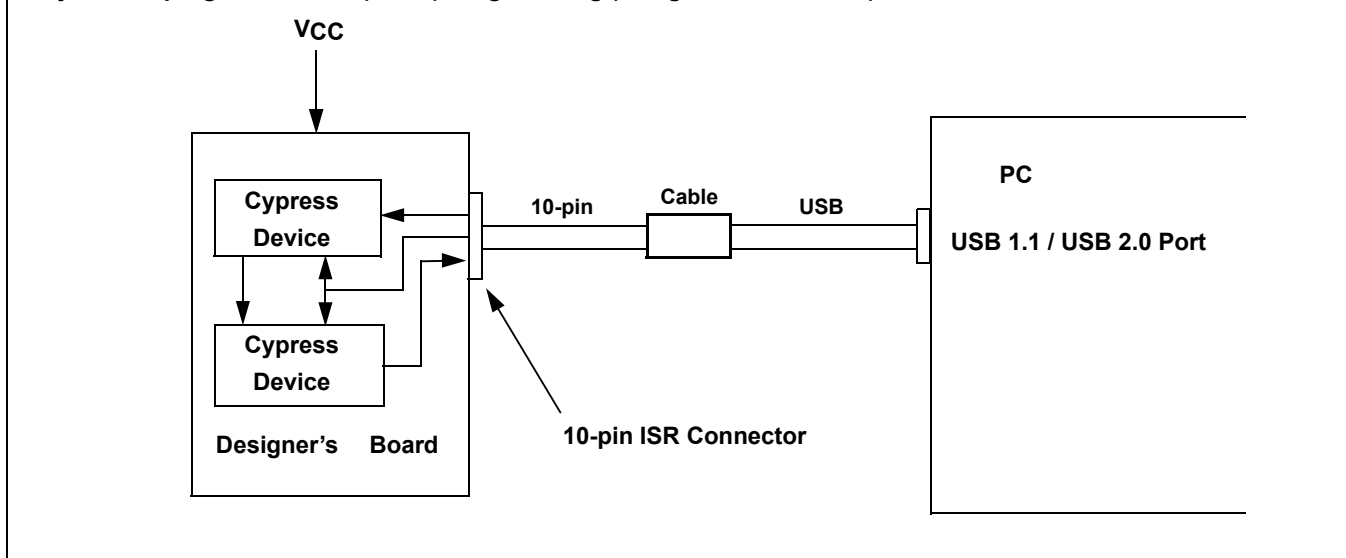 VCC
Cypress
Device
10-pin
Cable
USB
PC
USB 1.1 / USB 2.0 Port
Cypress
Device
Designer's Board
10-pin ISR Connector